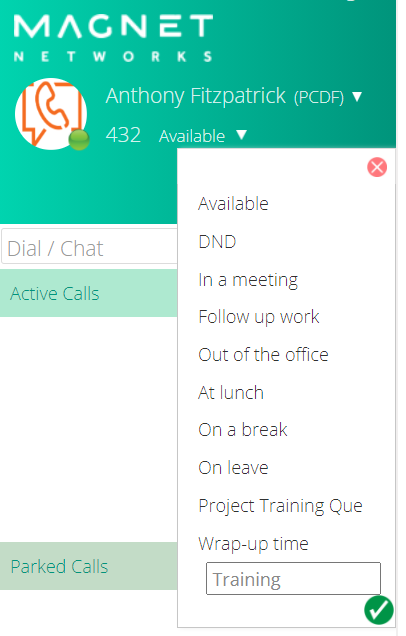 MAGNET
NETWORKS
Anthony Fitzpatrick (PCDF)
432 Available
Dial / Chat
Active Calls
Parked Calls
Available
DND
In a meeting
Follow up work
Out of the office
At lunch
On a break
On leave
Project Training Que
Wrap-up time
Training